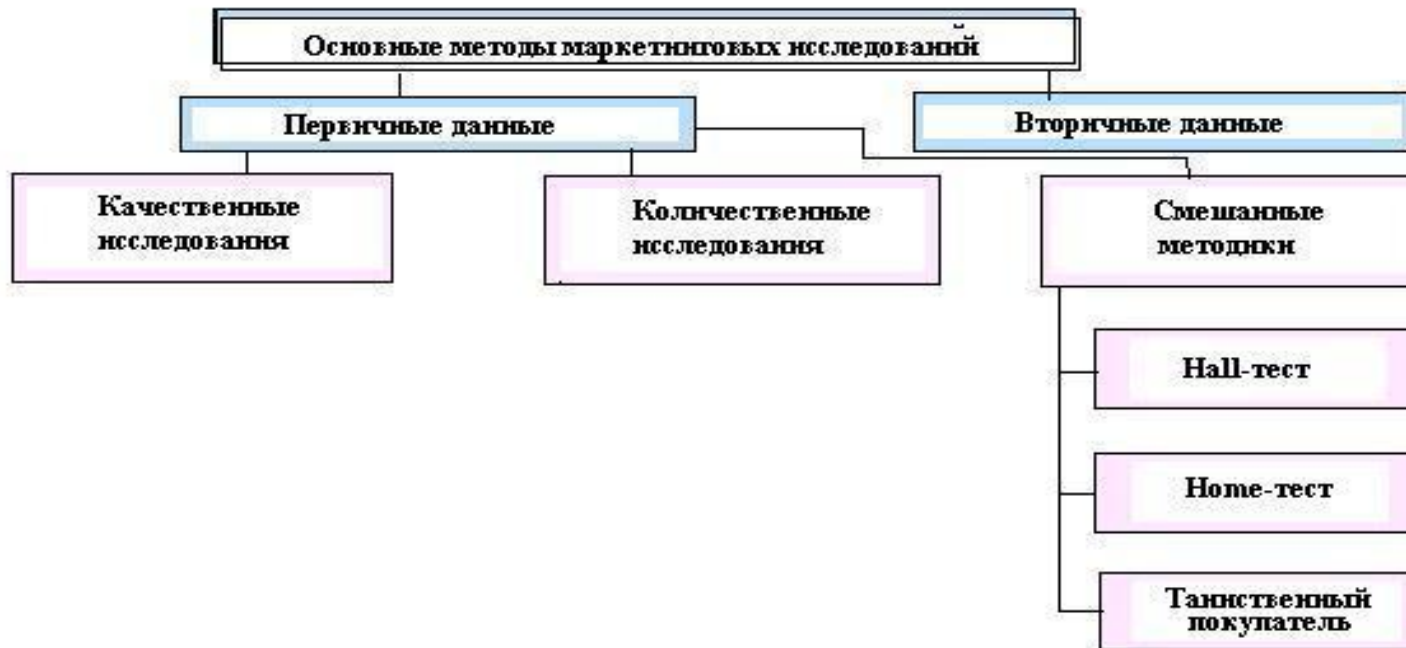 Основные методы маркетнинговых исследований
Первичные данные
Вторичные данные
Качественные
исследования
Количественные
исследования
Смешанные
методики
Hall-тест
Home-тест
Таинственный
покупатель